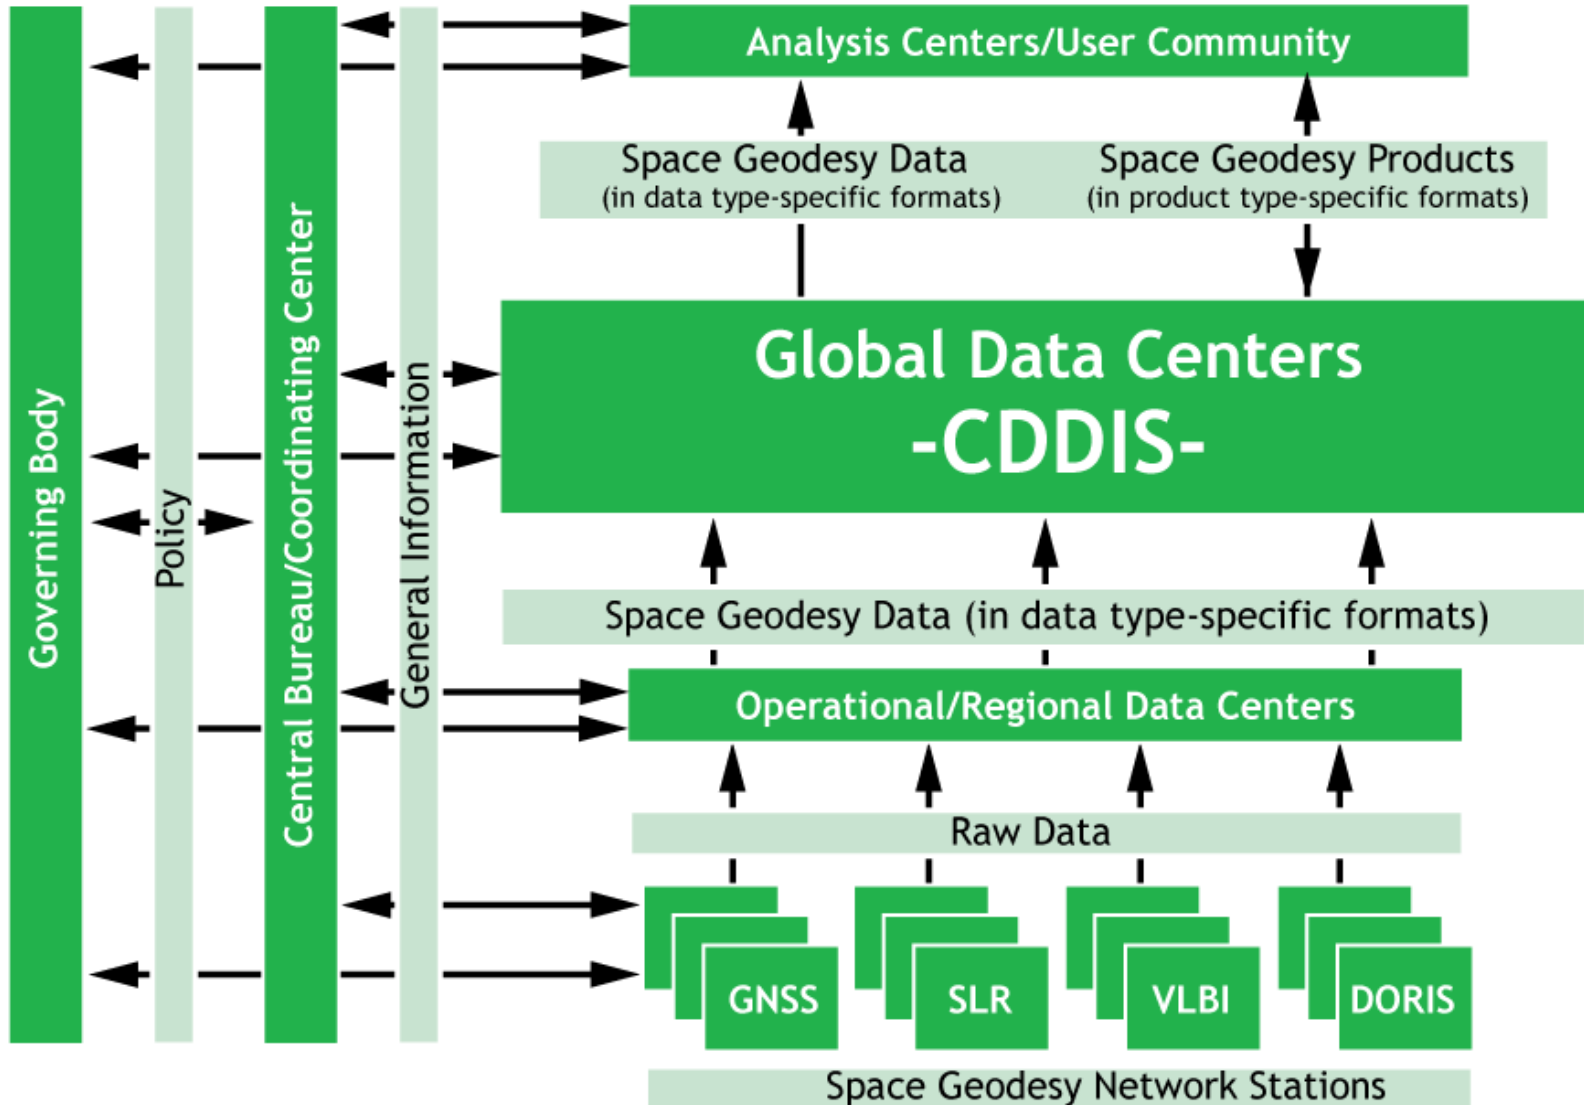 Governing Body
Policy
Central Bureau/Coordinating Center
General Information
Analysis Centers/User Community
Space Geodesy Data
(in data type-specific formats)
Space Geodesy Products
(in product type-specific formats)
Global Data Centers
-CDDIS-
Space Geodesy Data (in data type-specific formats)
Operational/Regional Data Centers
Raw Data
GNSS
SLR
VLBI
DORIS
Space Geodesy Network Stations